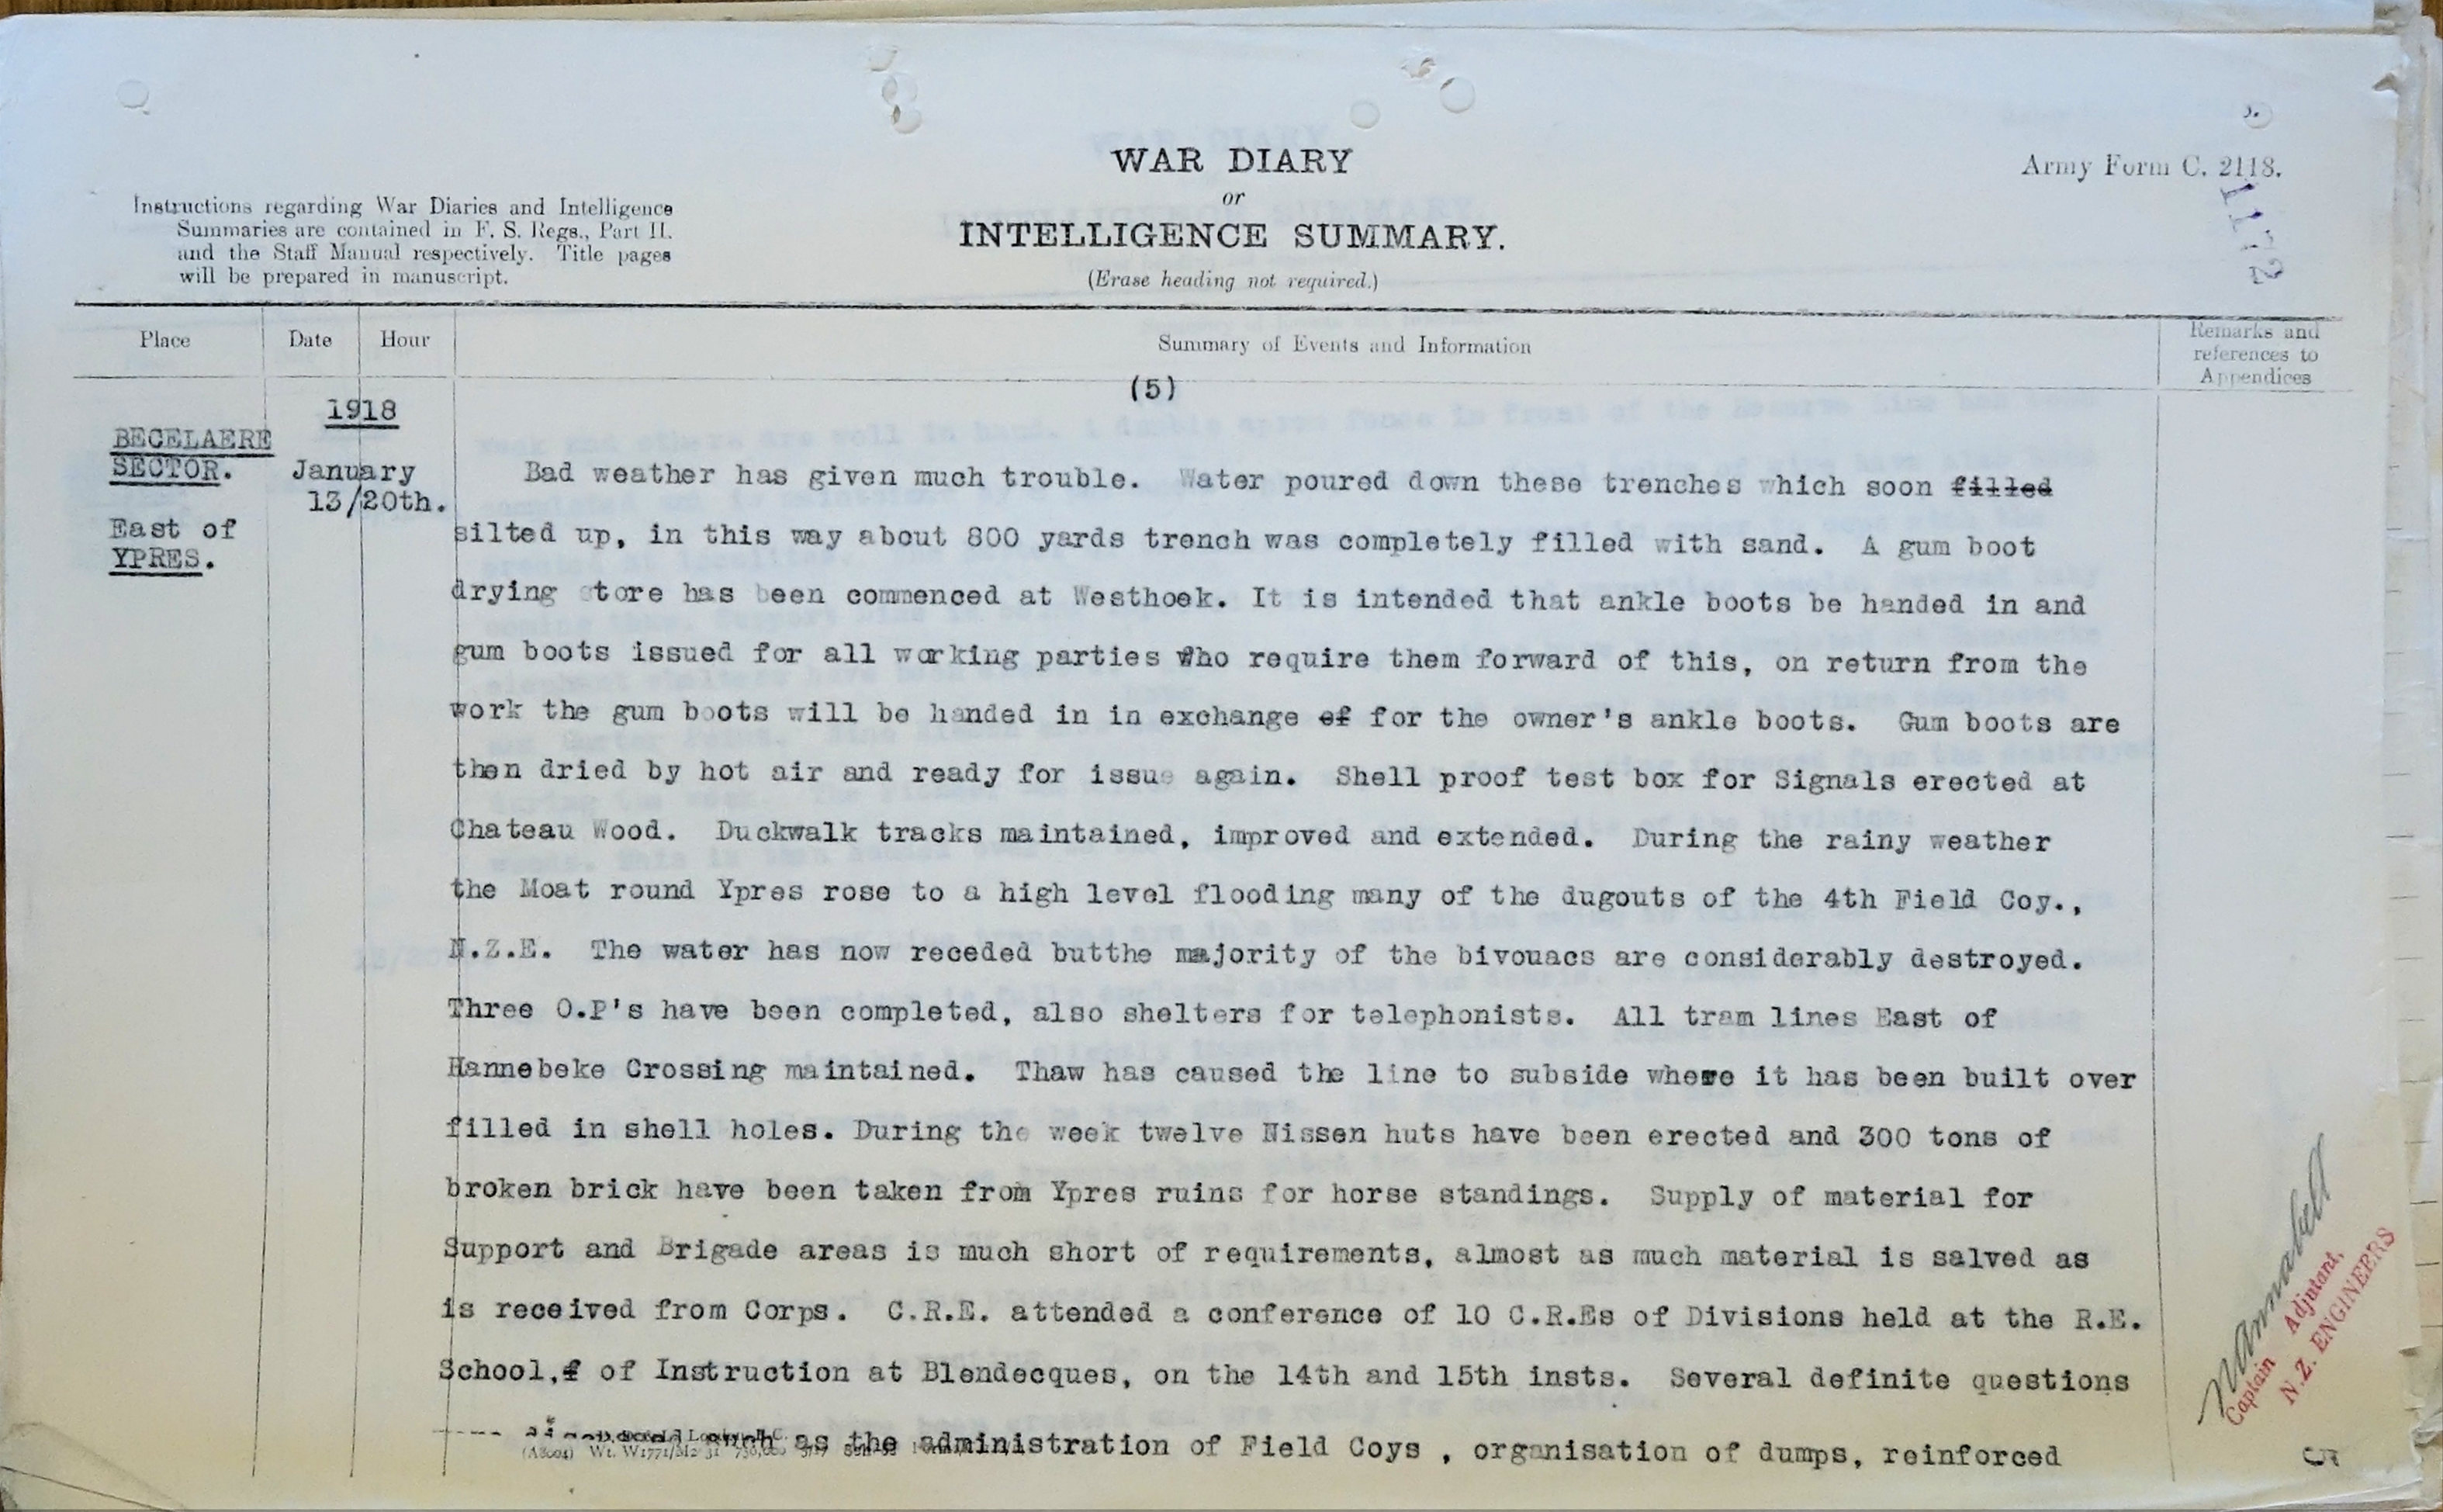 WAR DIARY
or
INTELLIGENCE SUMMARY.
(Erase heading not required.)
Army Form C. 2118.
Instructions regarding War Diaries and Intelligence
Summaries are contained in F. S. Regs., Part II.
and the Staff Manual respectively. Title pages
will be prepared in manuscript.
Place
Date
Hour
Summary of Events and Information
Remarks and
references to
Appendices
(5)
1918
BECELAERE
SECTOR.
January
13/20th.
East of
YPRES.
Bad weather has given much trouble. Water poured down these trenches which soon filled
silted up, in this way about 800 yards trench was completely filled with sand. A gum boot
drying store has been commenced at Westhoek. It is intended that ankle boots be handed in and
gum boots issued for all working parties who require them forward of this, on return from the
work the gum boots will be handed in in exchange of for the owner's ankle boots. Gum boots are
then dried by hot air and ready for issue again. Shell proof test box for Signals erected at
Chateau Wood. Duckwalk tracks maintained, improved and extended. During the rainy weather
the Moat round Ypres rose to a high level flooding many of the dugouts of the 4th Field Coy.,
N.Z.E. The water has now receded butthe majority of the bivouacs are considerably destroyed.
Three O.P's have been completed, also shelters for telephonists. All tram lines East of
Hannebeke Crossing maintained. Thaw has caused the line to subside where it has been built over
filled in shell holes. During the week twelve Nissen huts have been erected and 300 tons of
broken brick have been taken from Ypres ruins for horse standings. Supply of material for
Support and Brigade areas is much short of requirements, almost as much material is salved as
is received from Corps. C.R.E. attended a conference of 10 C.R.Es of Divisions held at the R.E.
School,f of Instruction at Blendecques, on the 14th and 15th insts. Several definite questions
such as the administration of Field Coys , organisation of dumps, reinforced
Captain Adjutant.
N.Z. ENGINEERS
5